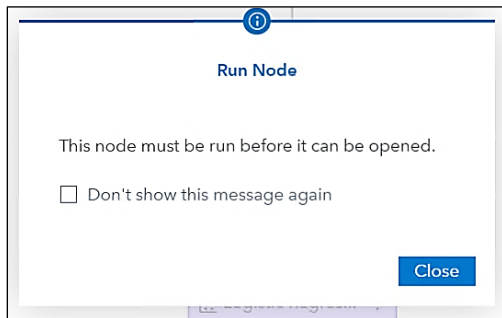 Run Node
This node must be run before it can be opened.
Don't show this message again
Close